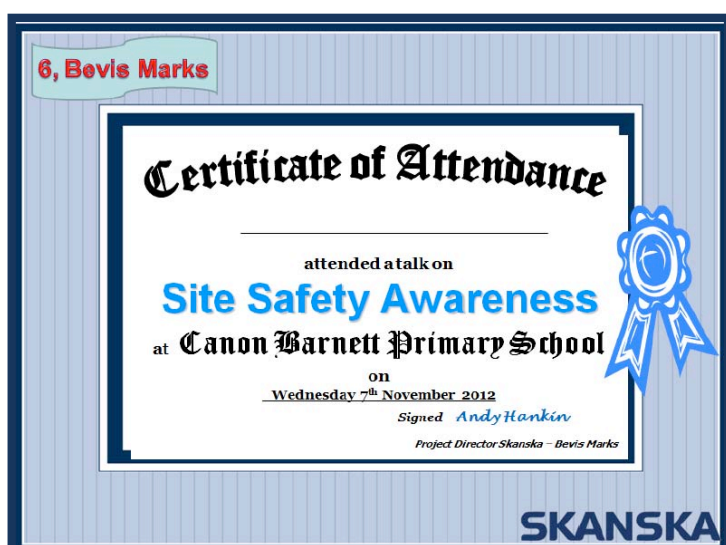 6, Bevis Marks
Certificate of Attendance
attended a talk on
Site Safety Awareness
at Canon Barnett Primary School
on
Wednesday 7th November 2012
Signed Andy Hankin
Project Director Skanska – Bevis Marks
SKANSKA